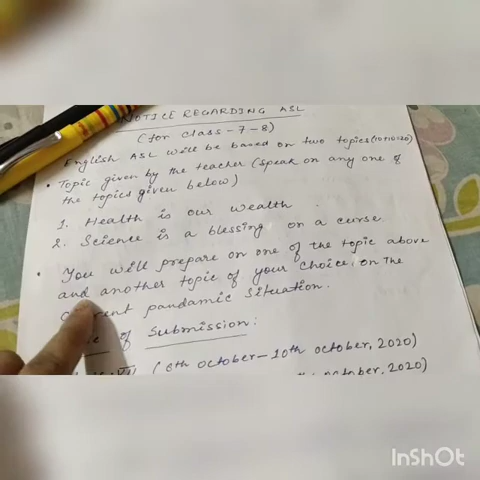 NOTICE REGARDING ASL
(for class-7-8)
English ASL will be based on two topics (10+10=20)
• Topic given by the teacher (Speak on any one of
the topics given below)
1. Health is our wealth
2. Science is a blessing or a curse.
• You will prepare on one of the topic above
and another topic of your choice. on the
pandamic situation.
of Submission:
(6th october-10th october, 2020)
october, 2020)
InShOt